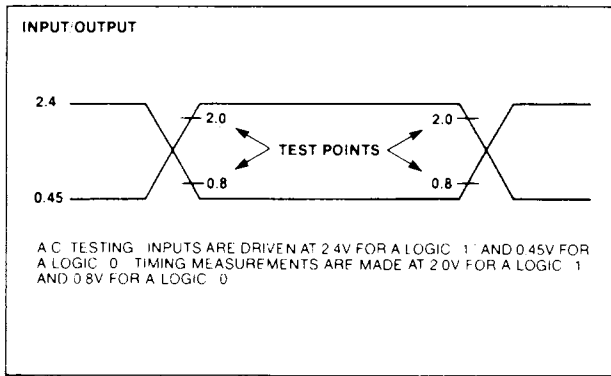 INPUT/OUTPUT
2.4
2.0
2.0
TEST POINTS
0.8
0.8
0.45
A C TESTING INPUTS ARE DRIVEN AT 2 4V FOR A LOGIC 1 AND 0.45V FOR
A LOGIC 0 TIMING MEASUREMENTS ARE MADE AT 2 0V FOR A LOGIC 1
AND 0 8V FOR A LOGIC 0